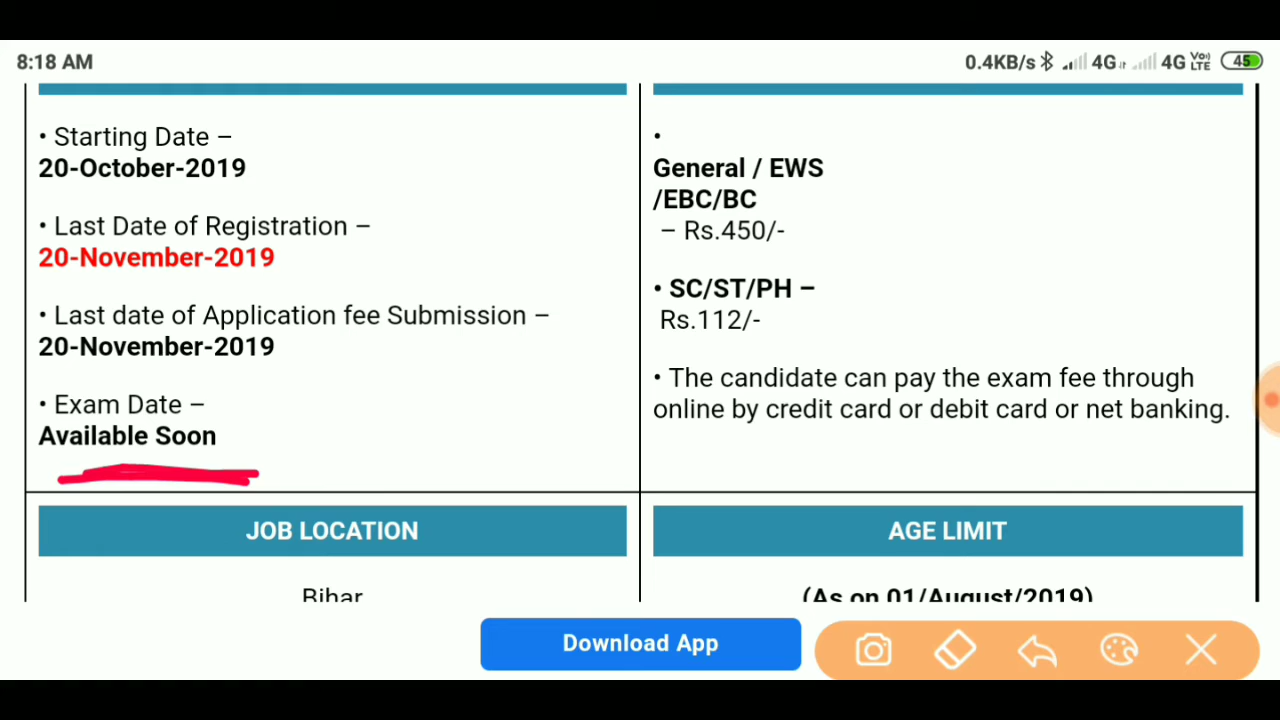 8:18 AM
0.4KB/s 4G 4G Vo)) LTE 45
• Starting Date –
20-October-2019
• Last Date of Registration –
20-November-2019
• Last date of Application fee Submission –
20-November-2019
• Exam Date –
Available Soon
•
General / EWS
/EBC/BC
– Rs.450/-
• SC/ST/PH –
Rs.112/-
• The candidate can pay the exam fee through
online by credit card or debit card or net banking.
JOB LOCATION
Bihar
AGE LIMIT
(As on 01/August/2019)
Download App